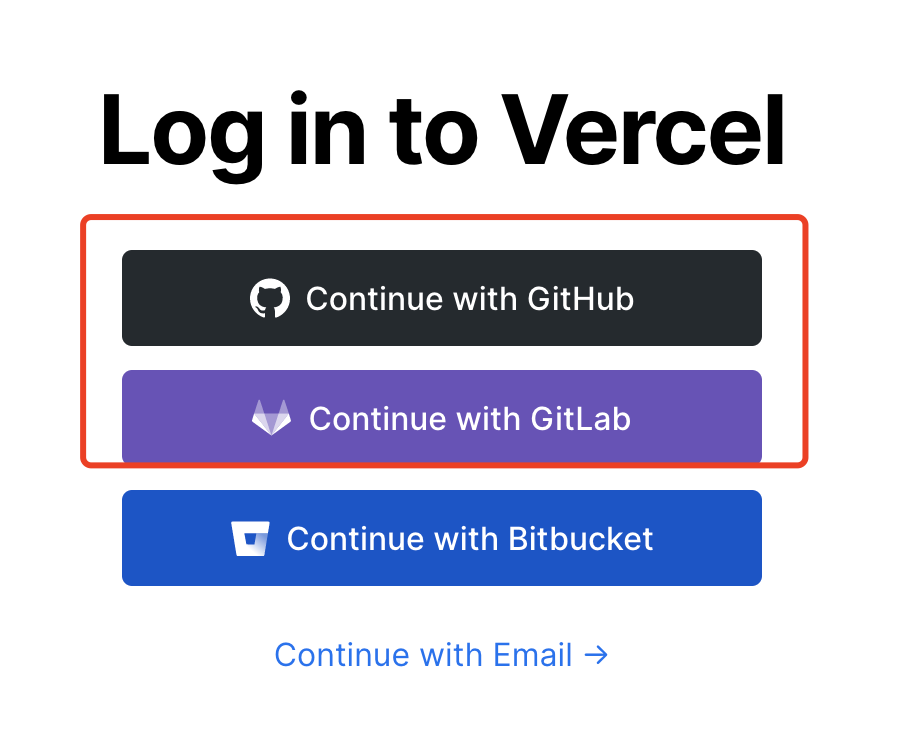 Log in to Vercel
Continue with GitHub
Continue with GitLab
Continue with Bitbucket
Continue with Email →